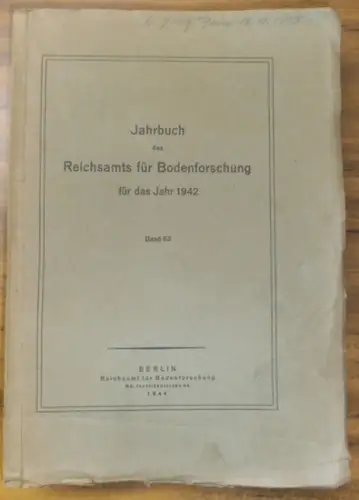 Jahrbuch
des
Reichsamts für Bodenforschung
für das Jahr 1942
Band 63
BERLIN
Reichsamt für Bodenforschung
1944